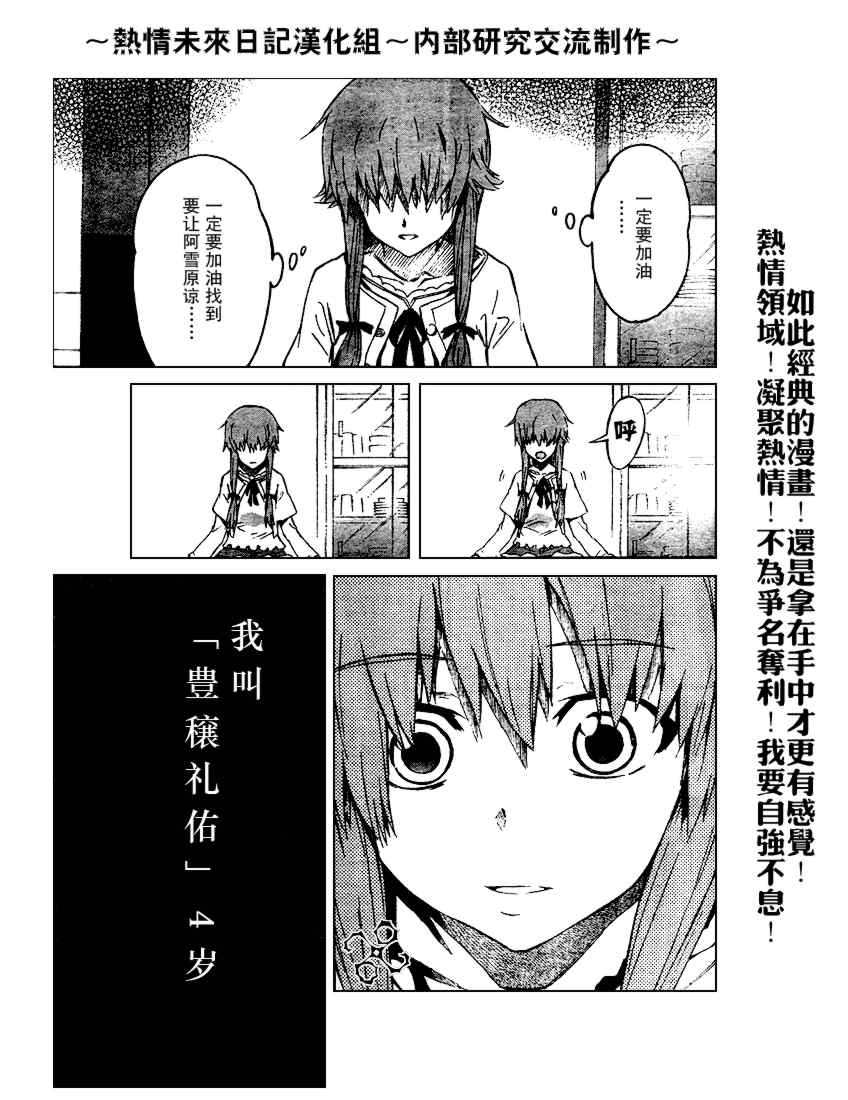 ～熱情未來日記漢化組～内部研究交流制作～
一定要加油
……
一定要加油找到
要让阿雪原谅……
呼
我叫
「豊穣礼佑」4岁
如此經典的漫畫！還是拿在手中才更有感覺！
熱情領域！凝聚熱情！不為爭名奪利！我要自強不息！